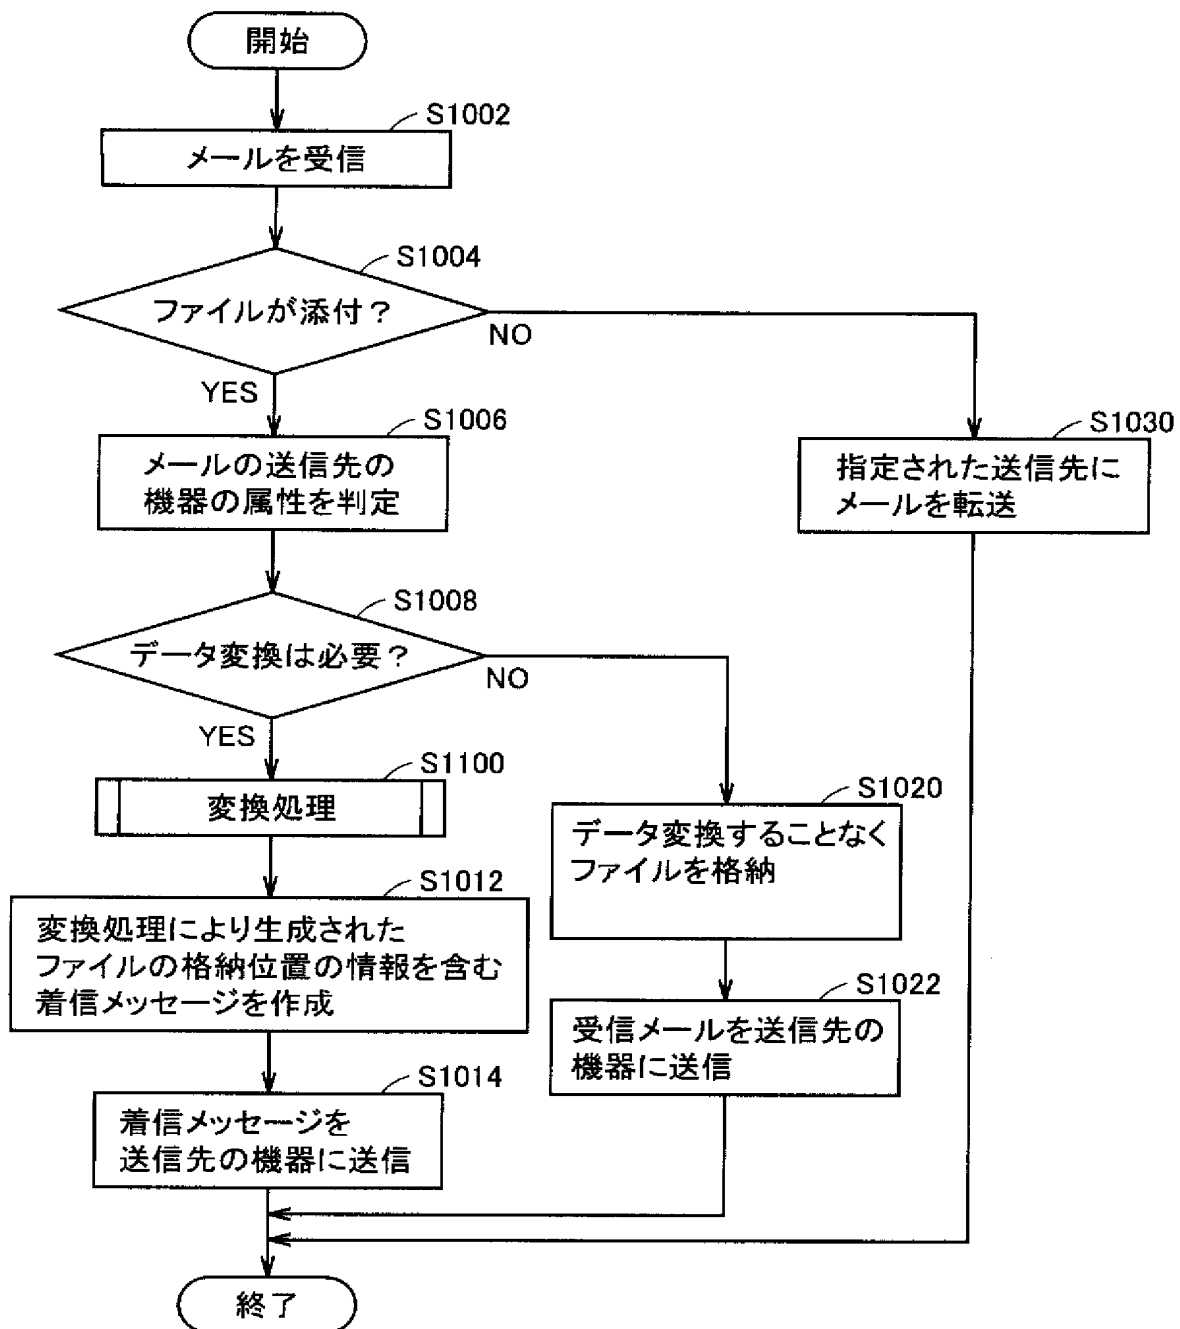 開始
S1002
メールを受信
S1004
ファイルが添付？
NO
YES
S1006
メールの送信先の
機器の属性を判定
S1030
指定された送信先に
メールを転送
S1008
データ変換は必要？
NO
YES
S1100
変換処理
S1020
データ変換することなく
ファイルを格納
S1012
変換処理により生成された
ファイルの格納位置の情報を含む
着信メッセージを作成
S1022
受信メールを送信先の
機器に送信
S1014
着信メッセージを
送信先の機器に送信
終了